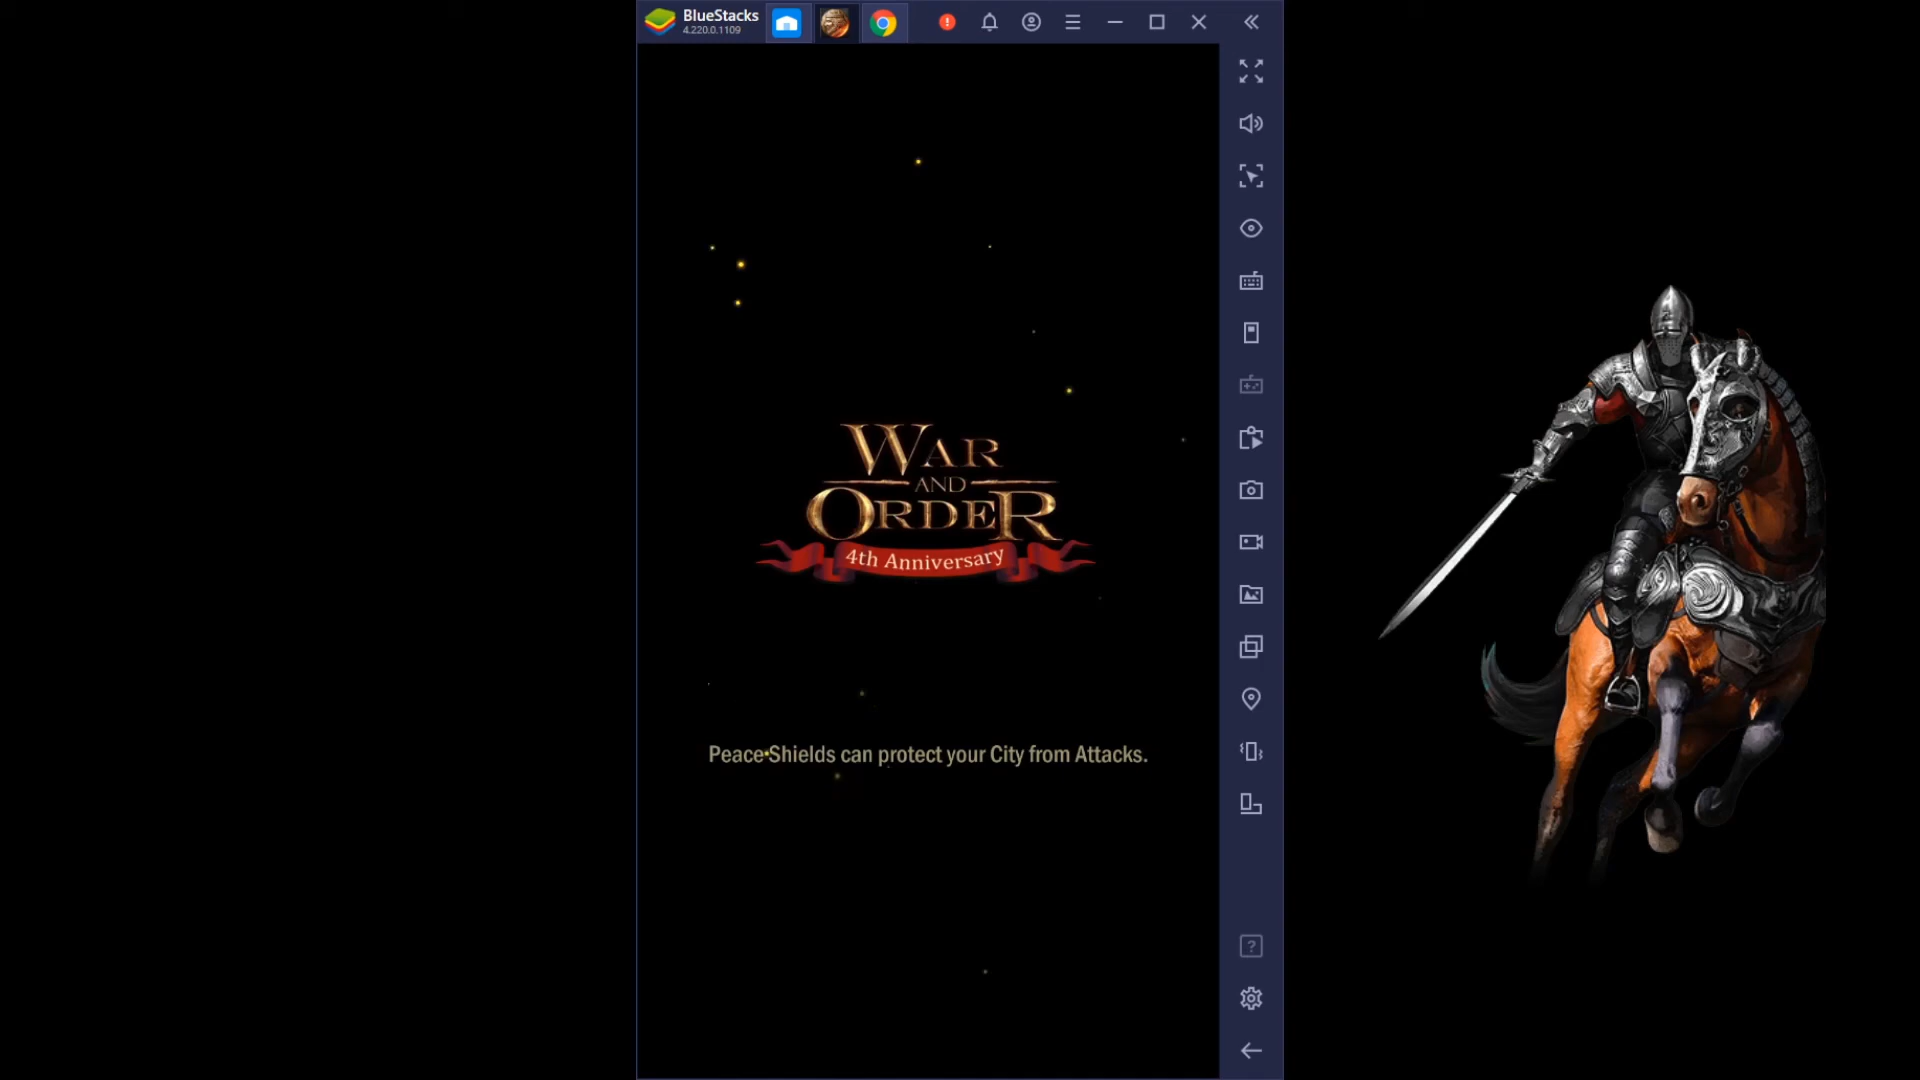 BlueStacks
4.220.0.1109
WAR
AND
ORDER
4th Anniversary
Peace Shields can protect your City from Attacks.